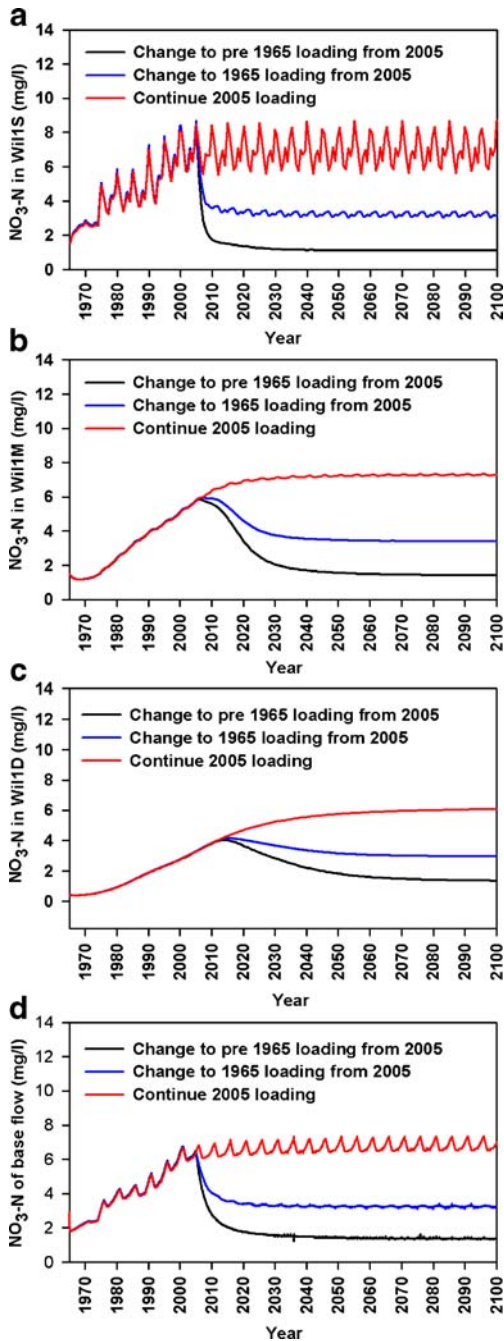 a
14
12
10
8
6
4
2
0
NO3-N in Wil1S (mg/l)
Change to pre 1965 loading from 2005
Change to 1965 loading from 2005
Continue 2005 loading
1970 1980 1990 2000 2010 2020 2030 2040 2050 2060 2070 2080 2090 2100
Year
b
14
12
10
8
6
4
2
0
NO3-N in Wil1M (mg/l)
Change to pre 1965 loading from 2005
Change to 1965 loading from 2005
Continue 2005 loading
1970 1980 1990 2000 2010 2020 2030 2040 2050 2060 2070 2080 2090 2100
Year
c
14
12
10
8
6
4
2
0
NO3-N in Wil1D (mg/l)
Change to pre 1965 loading from 2005
Change to 1965 loading from 2005
Continue 2005 loading
1970 1980 1990 2000 2010 2020 2030 2040 2050 2060 2070 2080 2090 2100
Year
d
14
12
10
8
6
4
2
0
NO3-N of base flow (mg/l)
Change to pre 1965 loading from 2005
Change to 1965 loading from 2005
Continue 2005 loading
1970 1980 1990 2000 2010 2020 2030 2040 2050 2060 2070 2080 2090 2100
Year